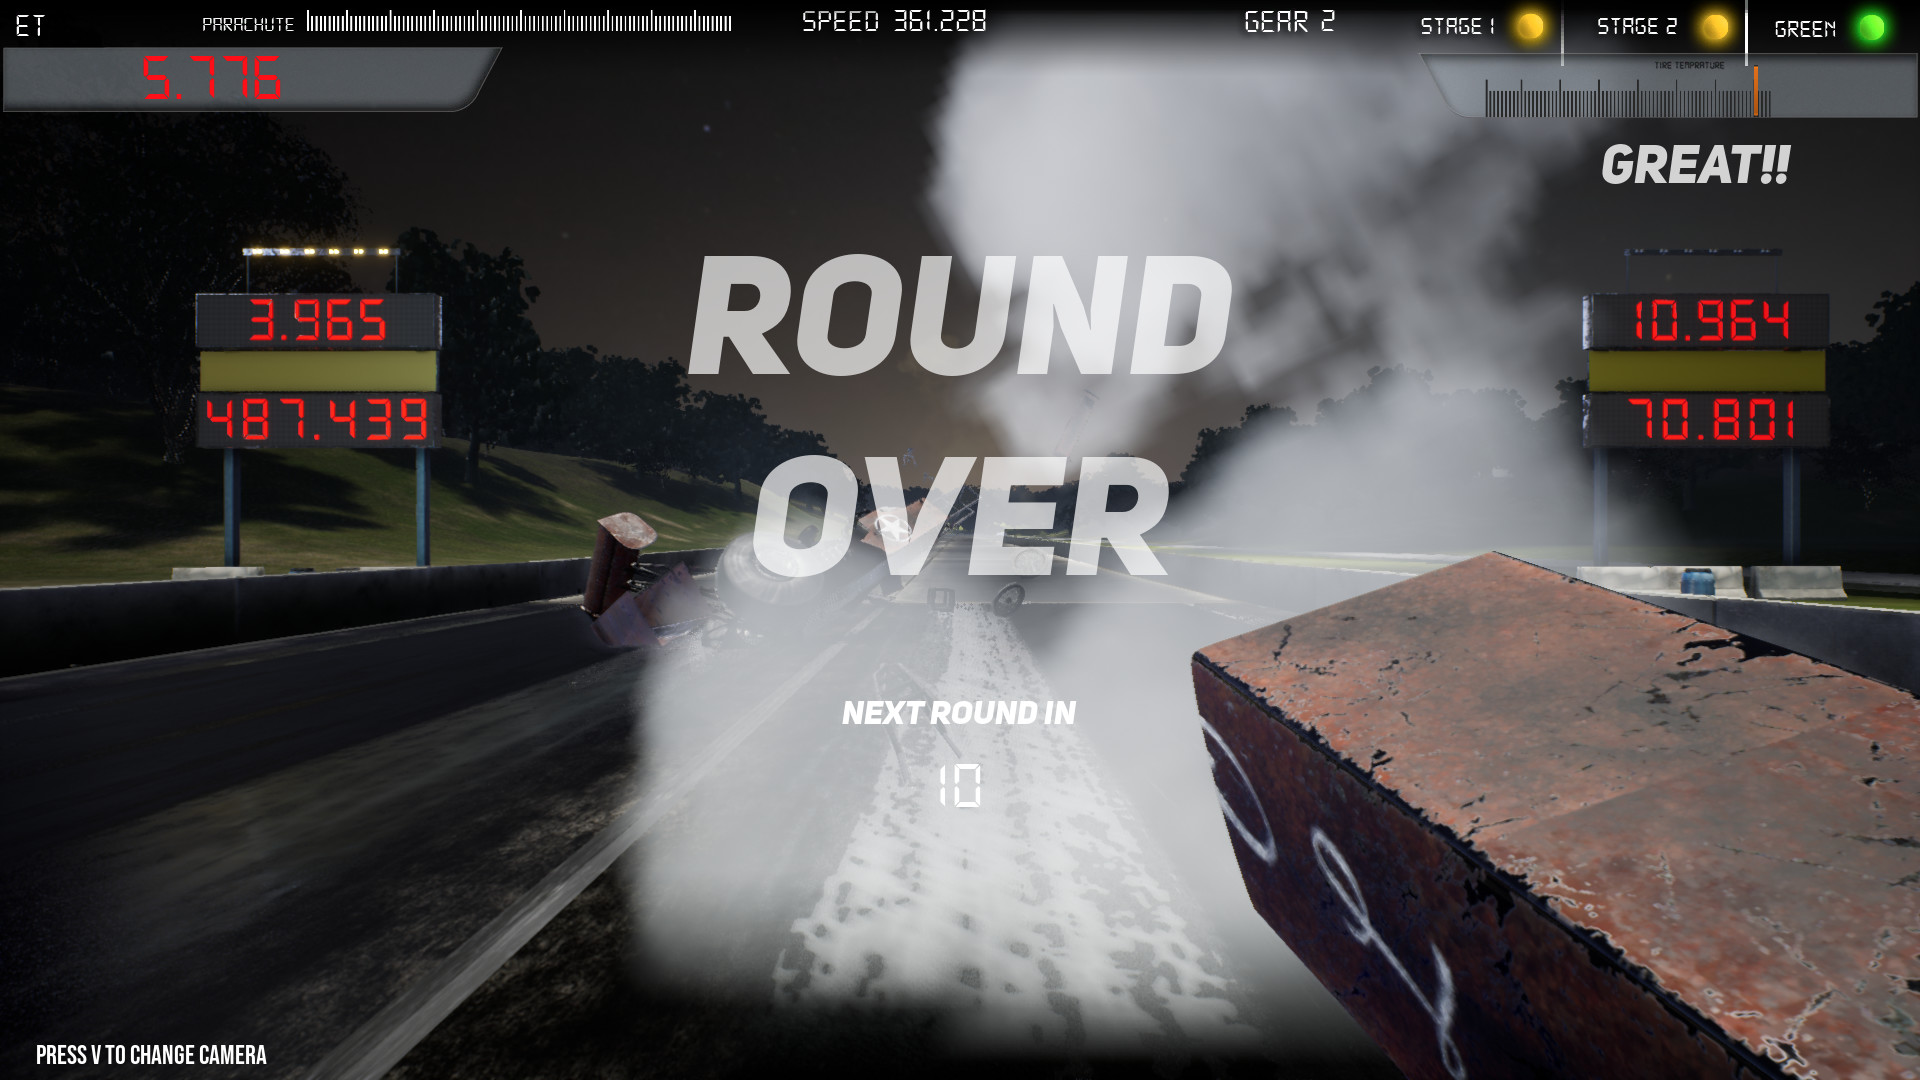 ET
PARACHUTE
SPEED 361.228
GEAR 2
STAGE 1
STAGE 2
GREEN
5.776
TIRE TEMPRATURE
GREAT!!
3.965
487.439
10.964
70.801
ROUND
OVER
NEXT ROUND IN
10
PRESS V TO CHANGE CAMERA